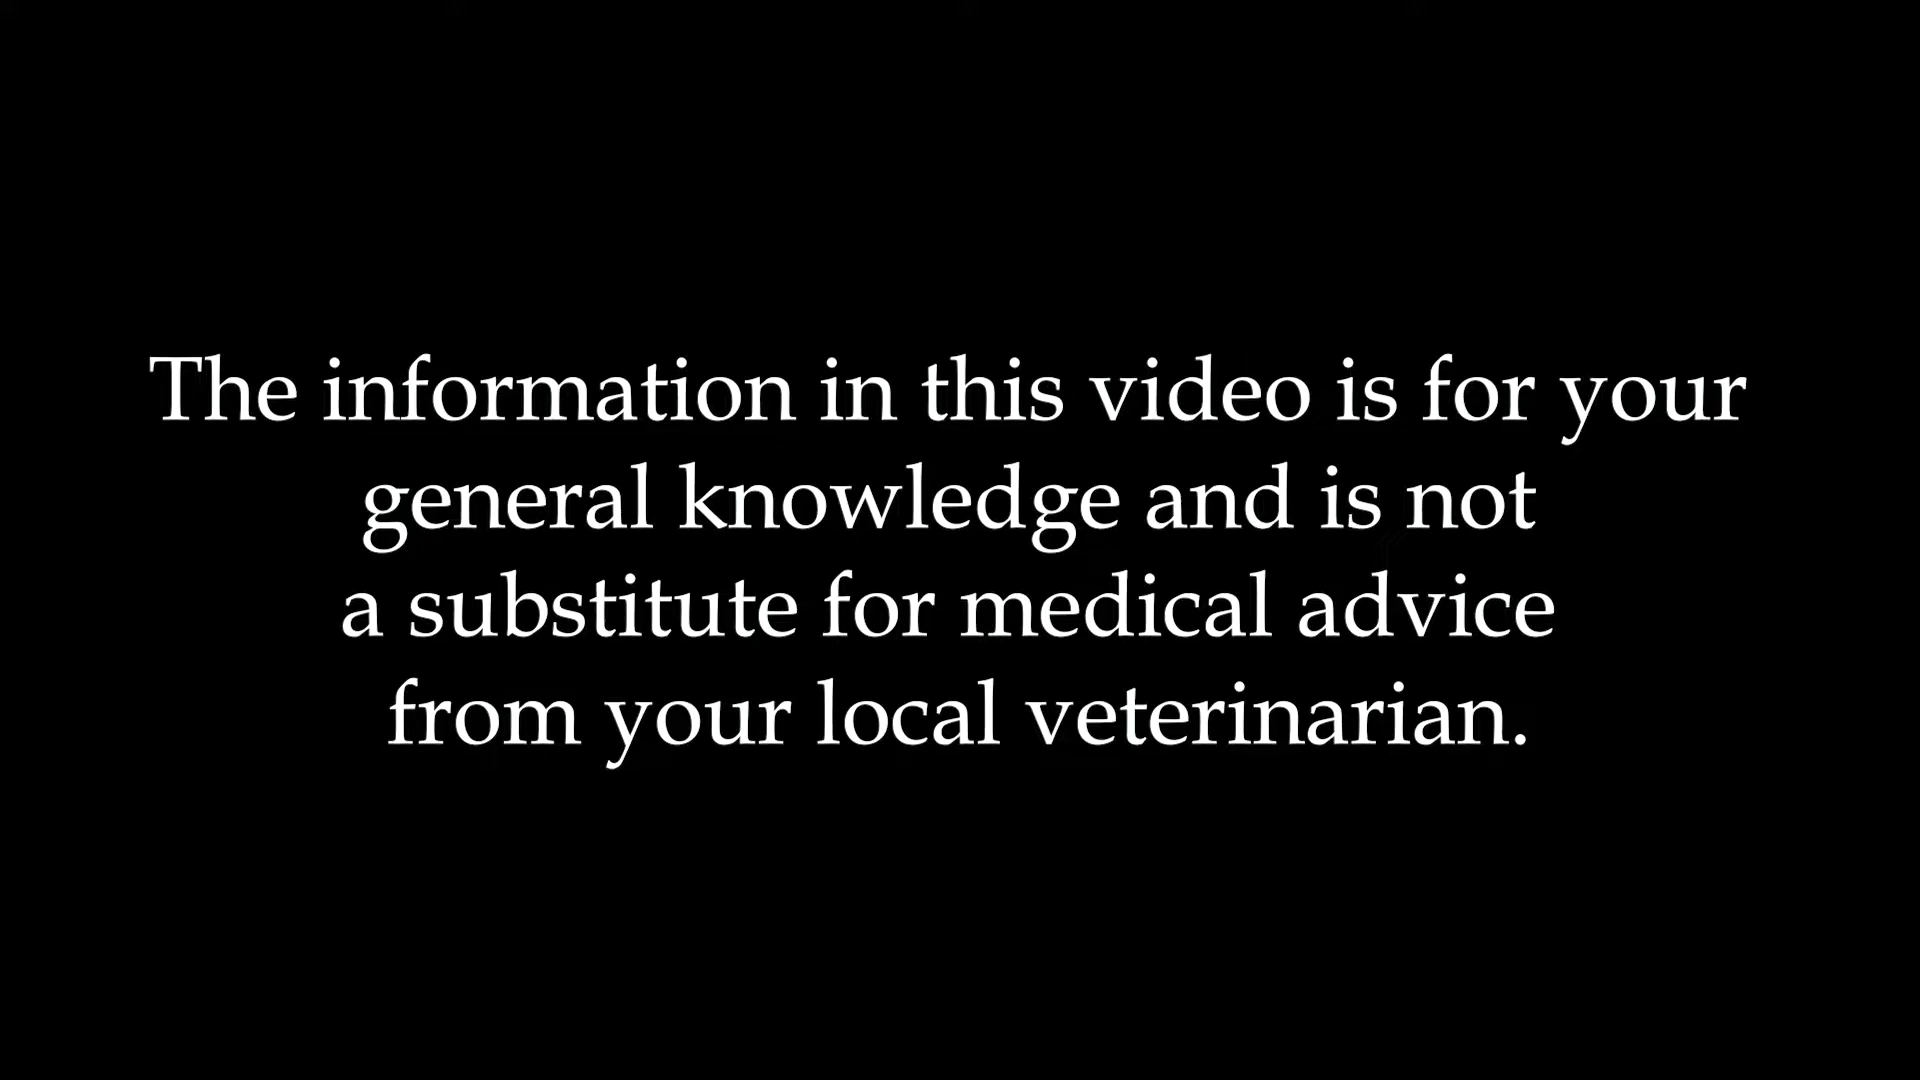 The information in this video is for your
general knowledge and is not
a substitute for medical advice
from your local veterinarian.